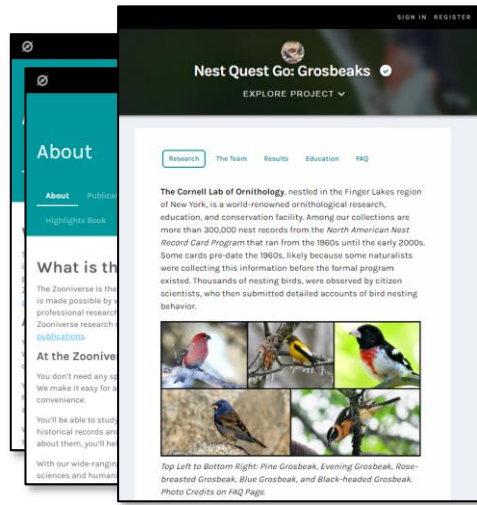 SIGN IN REGISTER
Nest Quest Go: Grosbeaks
EXPLORE PROJECT
Research The Team Results Education FAQ
The Cornell Lab of Ornithology, nestled in the Finger Lakes region
of New York, is a world-renowned ornithological research,
education, and conservation facility. Among our collections are
more than 300,000 nest records from the North American Nest
Record Card Program that ran from the 1960s until the early 2000s.
Some cards pre-date the 1960s, likely because some naturalists
were collecting this information before the formal program
existed. Thousands of nesting birds, were observed by citizen
scientists, who then submitted detailed accounts of bird nesting
behavior.
Top Left to Bottom Right: Pine Grosbeak, Evening Grosbeak, Rose-
breasted Grosbeak, Blue Grosbeak, and Black-headed Grosbeak.
Photo Credits on FAQ Page.
About
About
Highlights Book
What is th
The Zooniverse is the
is made possible by v
professional research
Zooniverse research
publications.
At the Zooniver
You don't need any sp
We make it easy for a
convenience.
You'll be able to study
historical records and
about them, you'll hel
With our wide-rangin
sciences and humani